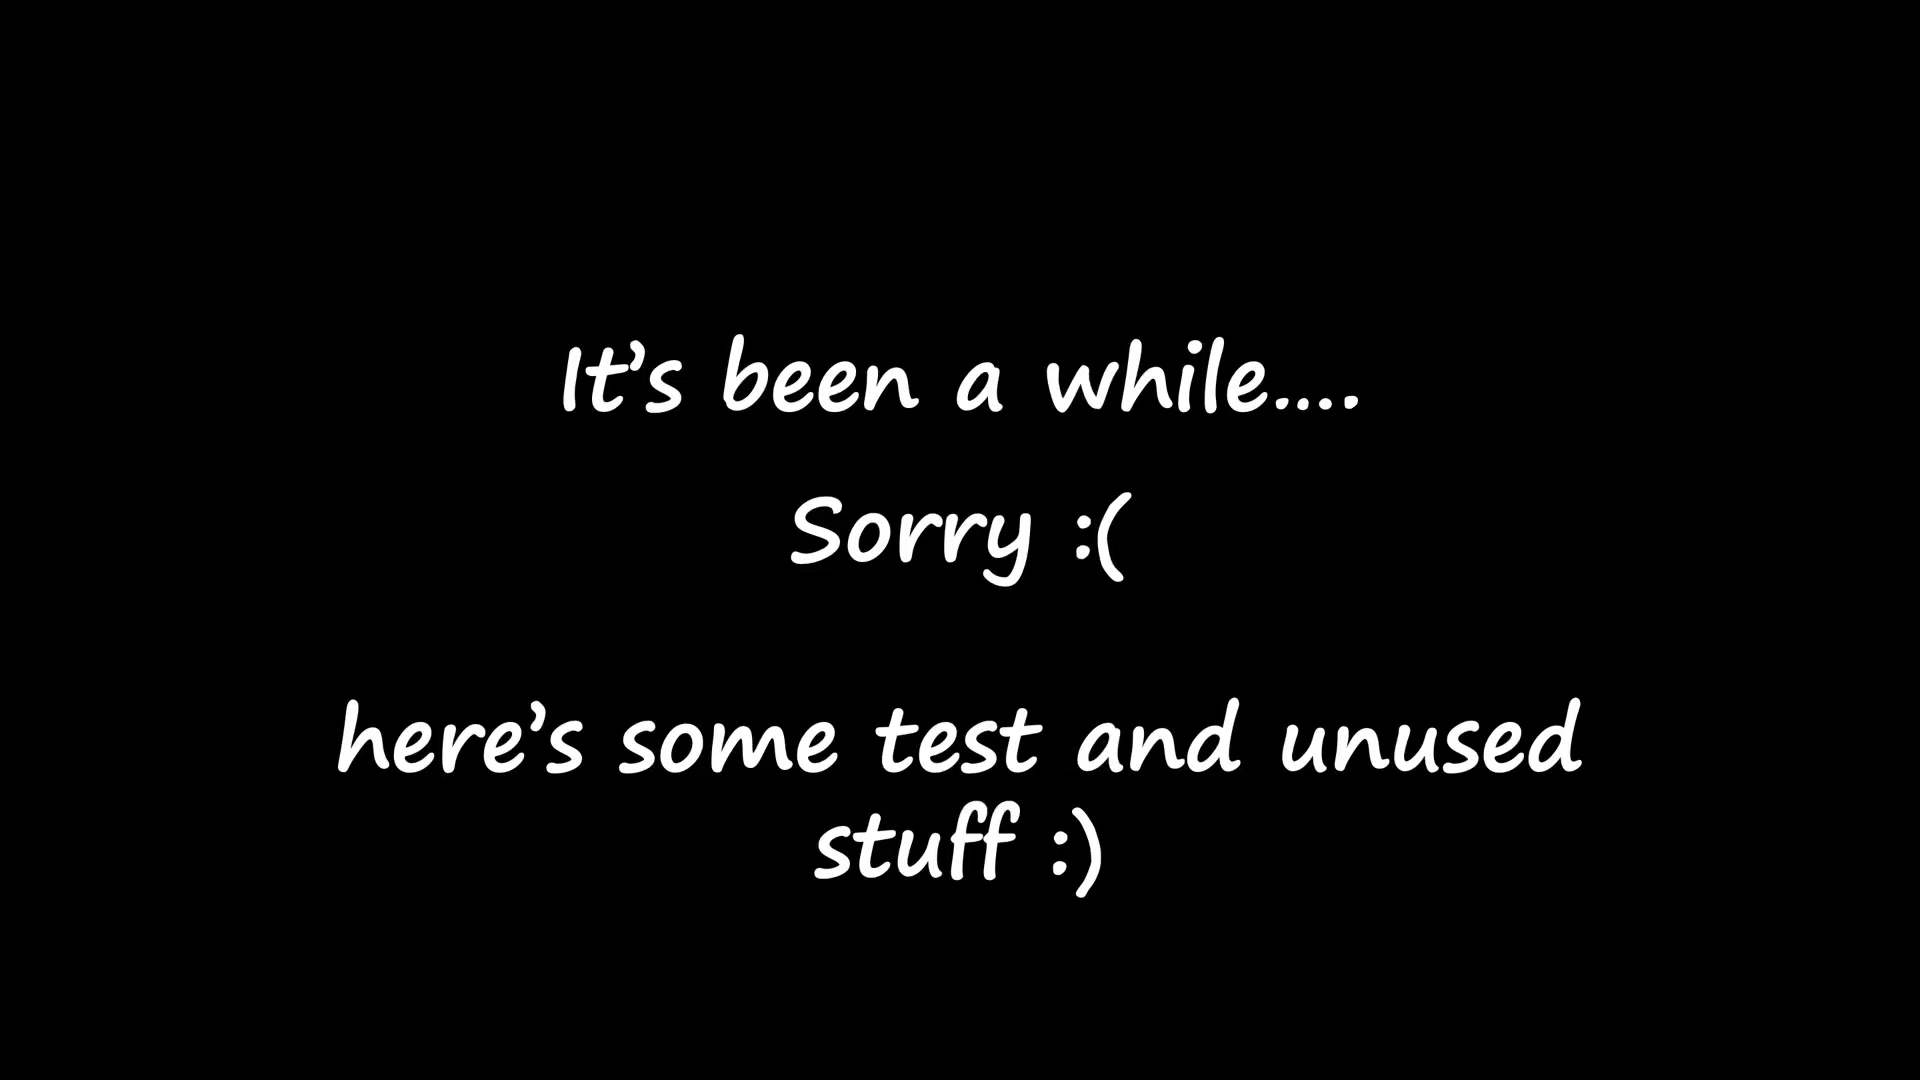 It’s been a while....
Sorry :(
here’s some test and unused
stuff :)